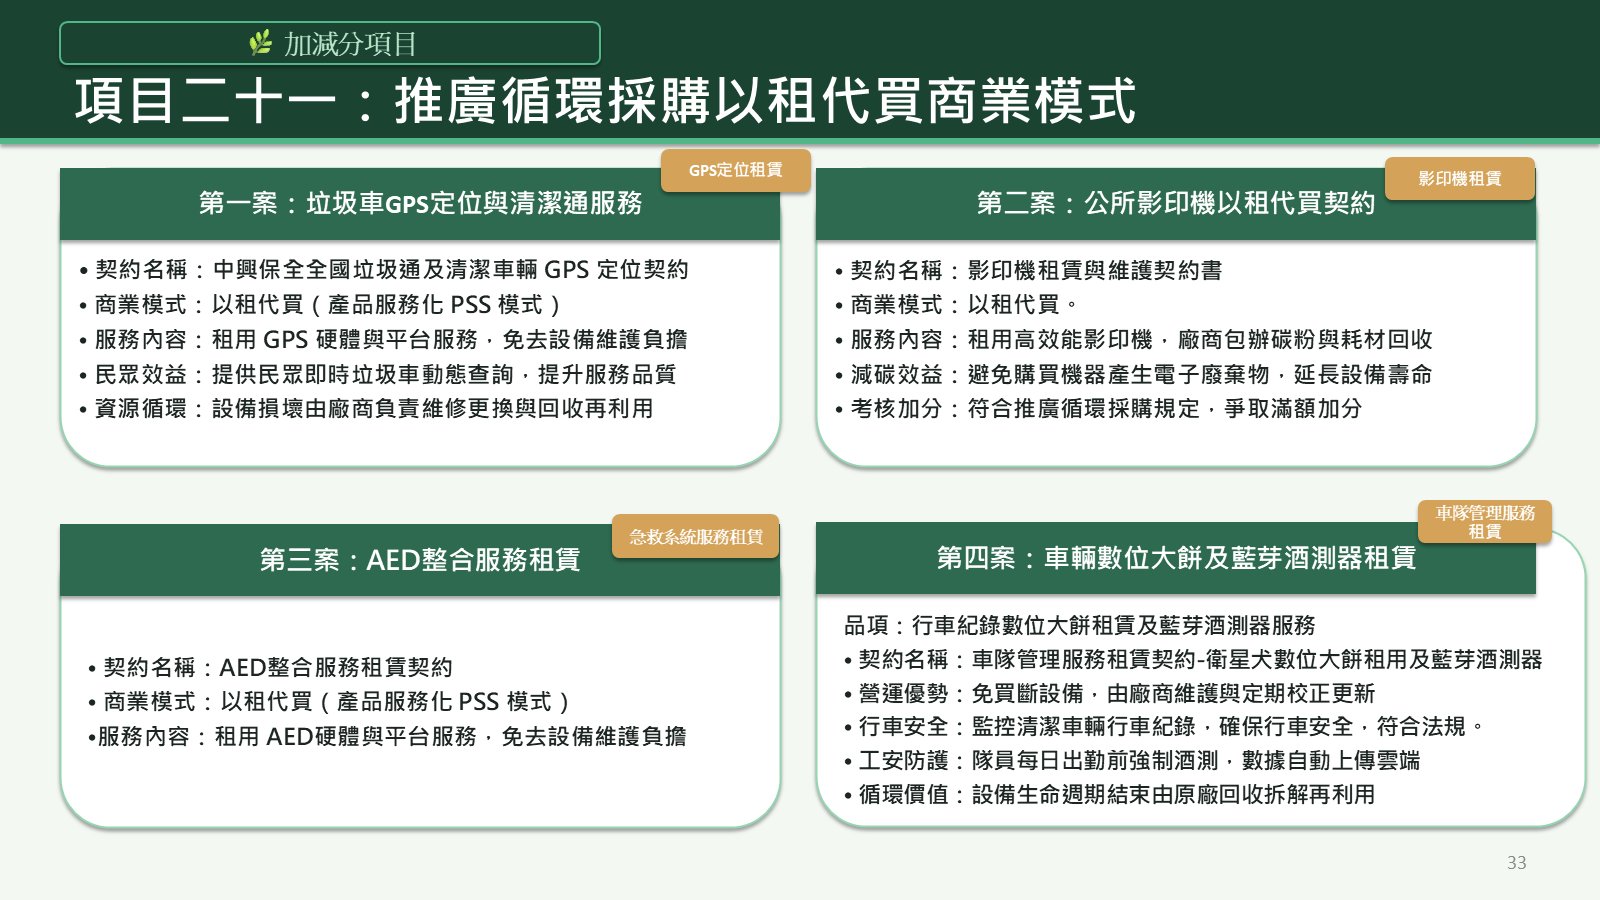 🌿 加減分項目
項目二十一：推廣循環採購以租代買商業模式
GPS定位租賃
第一案：垃圾車GPS定位與清潔通服務
• 契約名稱：中興保全全國垃圾通及清潔車輛 GPS 定位契約
• 商業模式：以租代買（產品服務化 PSS 模式）
• 服務內容：租用 GPS 硬體與平台服務，免去設備維護負擔
• 民眾效益：提供民眾即時垃圾車動態查詢，提升服務品質
• 資源循環：設備損壞由廠商負責維修更換與回收再利用
影印機租賃
第二案：公所影印機以租代買契約
• 契約名稱：影印機租賃與維護契約書
• 商業模式：以租代買。
• 服務內容：租用高效能影印機，廠商包辦碳粉與耗材回收
• 減碳效益：避免購買機器產生電子廢棄物，延長設備壽命
• 考核加分：符合推廣循環採購規定，爭取滿額加分
急救系統服務租賃
第三案：AED整合服務租賃
• 契約名稱：AED整合服務租賃契約
• 商業模式：以租代買（產品服務化 PSS 模式）
•服務內容：租用 AED硬體與平台服務，免去設備維護負擔
車隊管理服務
租賃
第四案：車輛數位大餅及藍芽酒測器租賃
品項：行車紀錄數位大餅租賃及藍芽酒測器服務
• 契約名稱：車隊管理服務租賃契約-衛星犬數位大餅租用及藍芽酒測器
• 營運優勢：免買斷設備，由廠商維護與定期校正更新
• 行車安全：監控清潔車輛行車紀錄，確保行車安全，符合法規。
• 工安防護：隊員每日出勤前強制酒測，數據自動上傳雲端
• 循環價值：設備生命週期結束由原廠回收拆解再利用
33